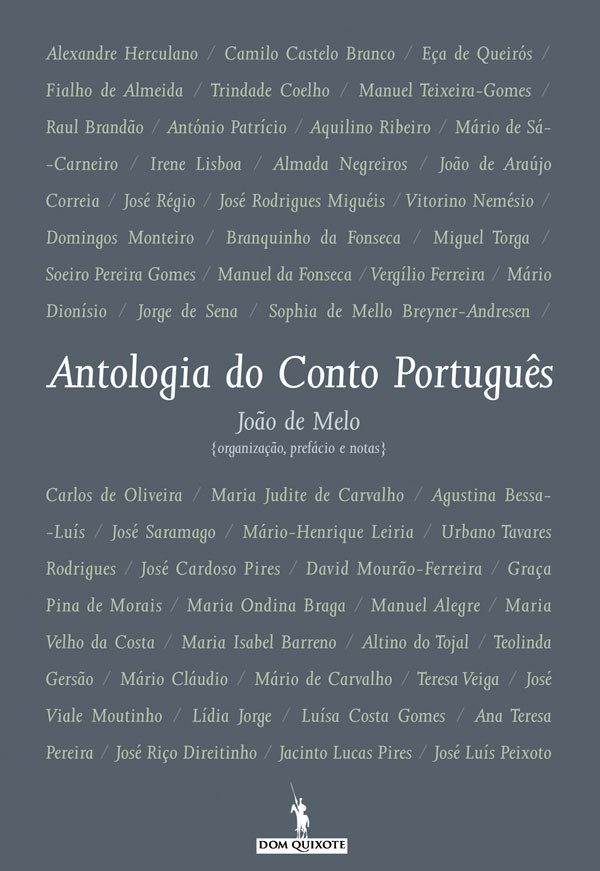 Alexandre Herculano / Camilo Castelo Branco / Eça de Queirós /
Fialho de Almeida / Trindade Coelho / Manuel Teixeira-Gomes /
Raul Brandão / António Patrício / Aquilino Ribeiro / Mário de Sá-
-Carneiro / Irene Lisboa / Almada Negreiros / João de Araújo
Correia / José Régio / José Rodrigues Miguéis / Vitorino Nemésio /
Domingos Monteiro / Branquinho da Fonseca / Miguel Torga /
Soeiro Pereira Gomes / Manuel da Fonseca / Vergílio Ferreira / Mário
Dionísio / Jorge de Sena / Sophia de Mello Breyner-Andresen /
Antologia do Conto Português
João de Melo
{organização, prefácio e notas}
Carlos de Oliveira / Maria Judite de Carvalho / Agustina Bessa-
-Luís / José Saramago / Mário-Henrique Leiria / Urbano Tavares
Rodrigues / José Cardoso Pires / David Mourão-Ferreira / Graça
Pina de Morais / Maria Ondina Braga / Manuel Alegre / Maria
Velho da Costa / Maria Isabel Barreno / Altino do Tojal / Teolinda
Gersão / Mário Cláudio / Mário de Carvalho / Teresa Veiga / José
Viale Moutinho / Lídia Jorge / Luísa Costa Gomes / Ana Teresa
Pereira / José Riço Direitinho / Jacinto Lucas Pires / José Luís Peixoto
DOM QUIXOTE